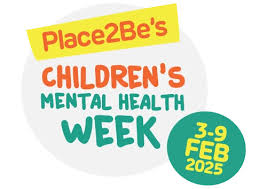 Place2Be's
CHILDREN'S
MENTAL HEALTH
WEEK
3-9
FEB
2025